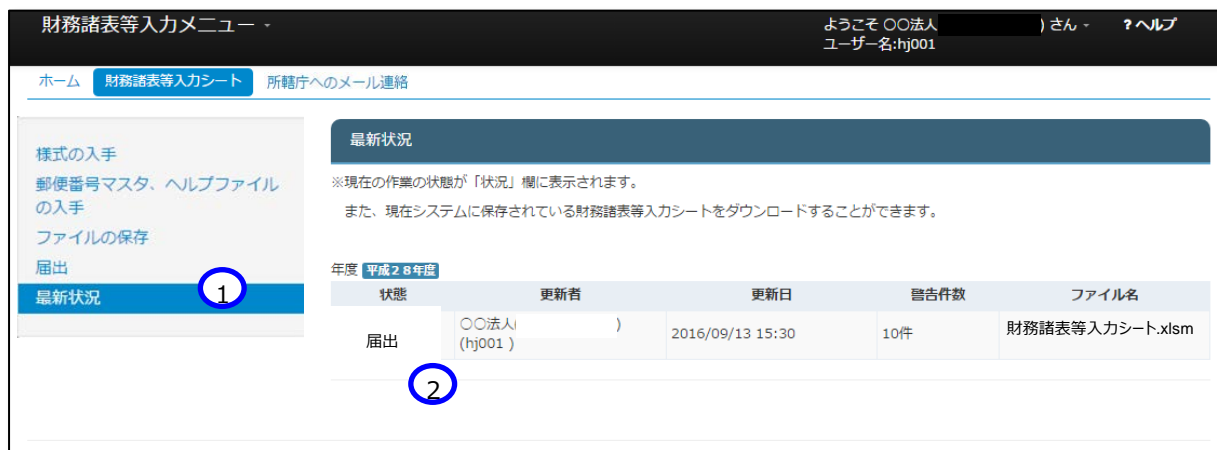 財務諸表等入力メニュー
ようこそ 〇〇法人 ) さん ? ヘルプ
ユーザー名:hj001
ホーム 財務諸表等入力シート 所轄庁へのメール連絡
様式の入手
郵便番号マスタ、ヘルプファイル
の入手
ファイルの保存
届出
最新状況 1
最新状況
※現在の作業の状態が「状況」欄に表示されます。
また、現在システムに保存されている財務諸表等入力シートをダウンロードすることができます。
年度 平成28年度
状態 更新者 更新日 警告件数 ファイル名
届出 〇〇法人( ) 2016/09/13 15:30 10件 財務諸表等入力シート.xlsm
(hj001 )
2